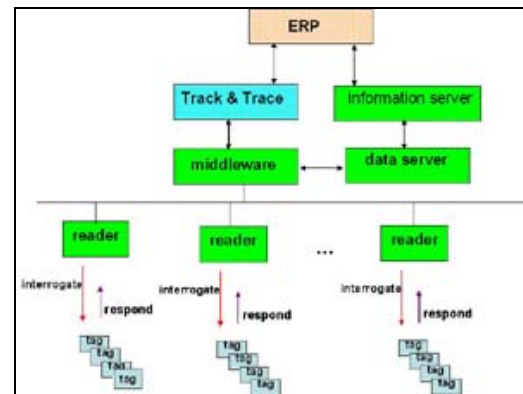 ERP
Track & Trace
information server
middleware
data server
reader
reader
...
reader
interrogate
respond
interrogate
respond
interrogate
respond
tag
tag
tag
tag
tag
tag
tag
tag
tag
tag
tag
tag